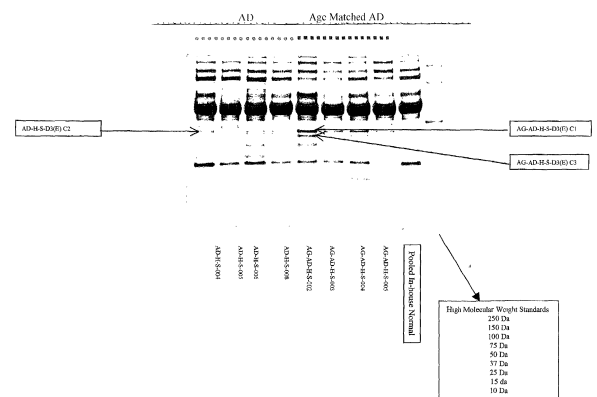 AD
Age Matched AD
AD-H-S-D3(E) C2
AG-AD-H-S-D3(F) C1
AG-AD-H-S-D3(E) C3
AD-H-S-004
AD-H-S-005
AD-H-S-006
AD-H-S-008
AG-AD-H-S-002
AG-AD-H-S-003
AG-AD-H-S-004
AG-AD-H-S-005
Pooled In-house Normal
High Molecular Weight Standards
250 Da
150 Da
100 Da
75 Da
50 Da
37 Da
25 Da
15 da
10 Da